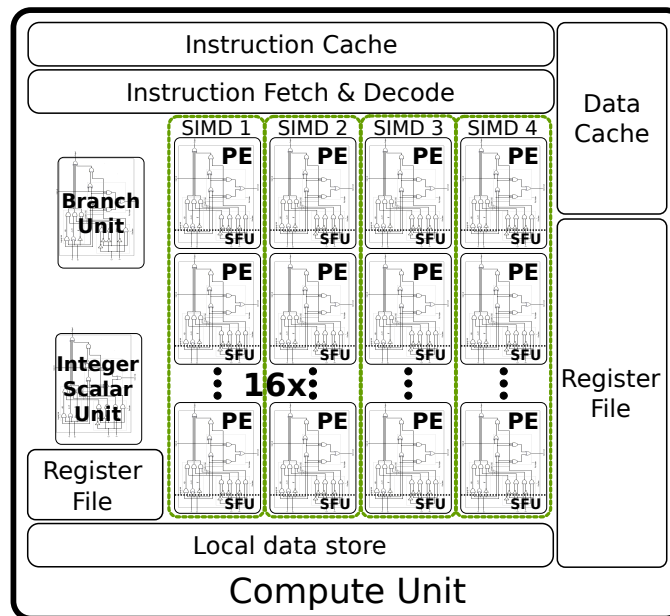 Instruction Cache
Instruction Fetch & Decode
Data
Cache
SIMD 1 SIMD 2 SIMD 3 SIMD 4
PE PE PE PE
Branch
Unit
SFU SFU SFU SFU
PE PE PE PE
SFU SFU SFU SFU
Integer
Scalar
Unit
16x
Register
File
PE PE PE PE
SFU SFU SFU SFU
Register
File
Local data store
Compute Unit